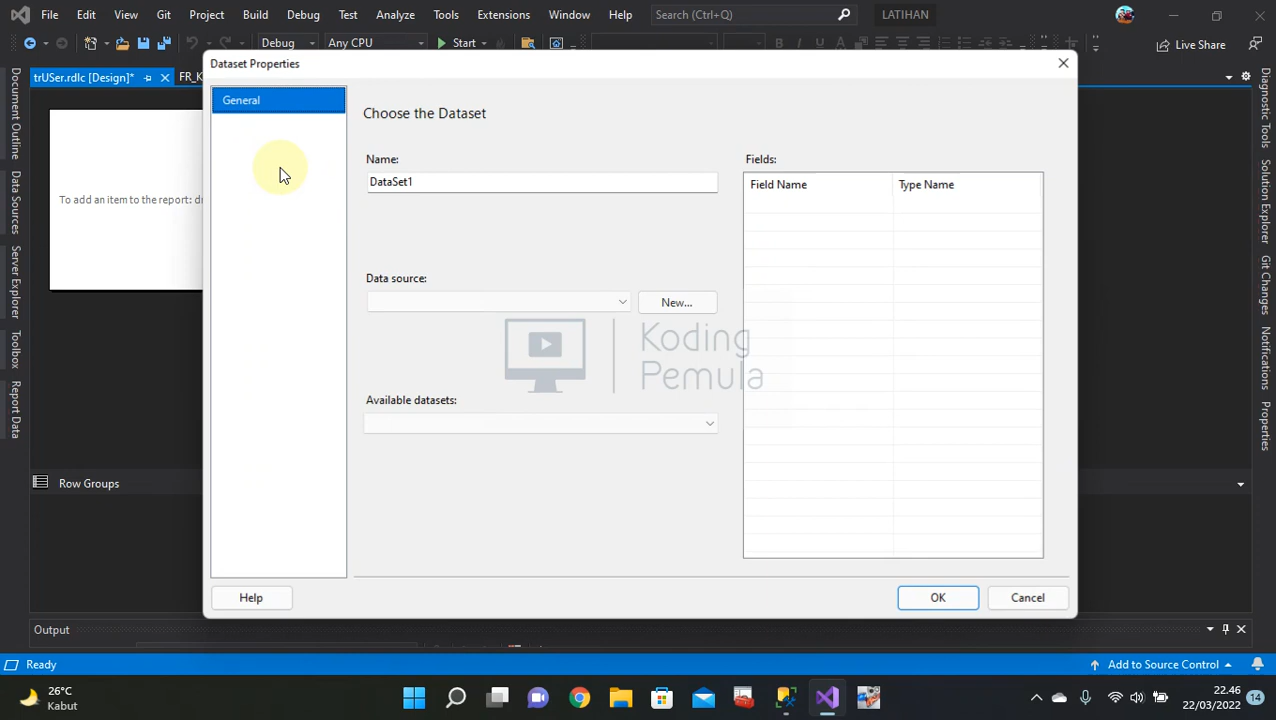 File Edit View Git Project Build Debug Test Analyze Tools Extensions Window Help Search (Ctrl+Q) LATIHAN
Debug Any CPU Start Live Share
trUSer.rdlc [Design]* FR_K
Dataset Properties
General
Choose the Dataset
Name:
DataSet1
Fields:
Field Name Type Name
To add an item to the report: dr
Data source:
New...
Koding
Pemula
Available datasets:
Row Groups
Help OK Cancel
Document Outline
Data Sources
Server Explorer
Toolbox
Report Data
Diagnostic Tools
Solution Explorer
Git Changes
Notifications
Properties
Output
Ready Add to Source Control
26°C
Kabut
22.46
22/03/2022
14